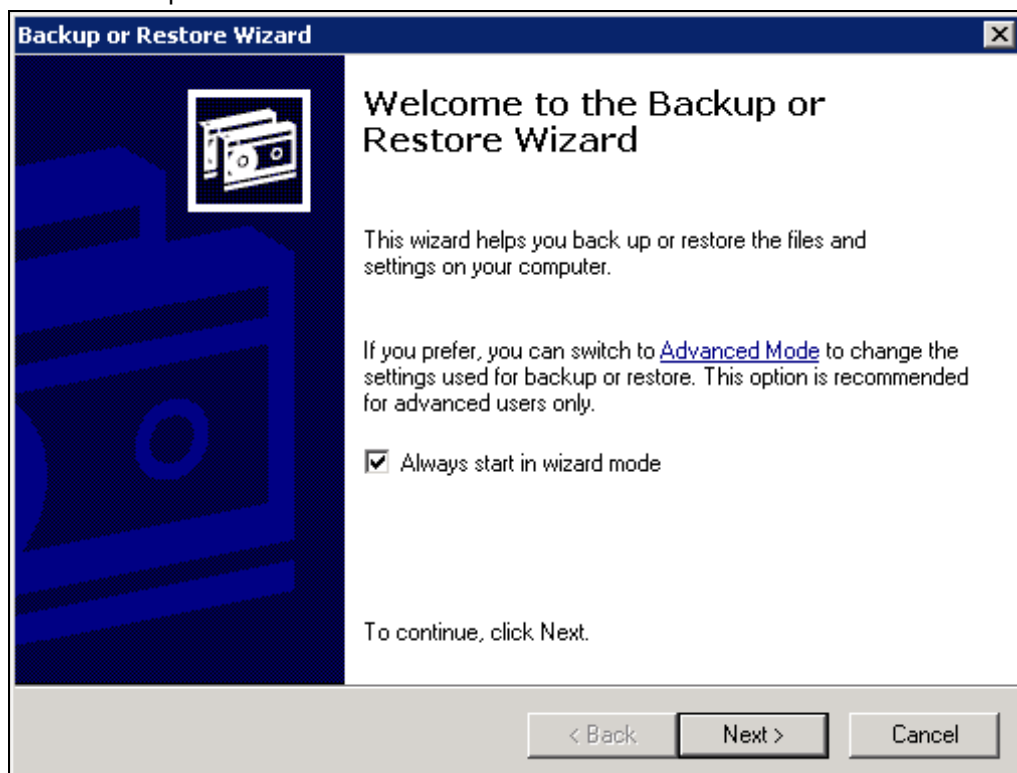 Backup or Restore Wizard
Welcome to the Backup or
Restore Wizard
This wizard helps you back up or restore the files and
settings on your computer.
If you prefer, you can switch to Advanced Mode to change the
settings used for backup or restore. This option is recommended
for advanced users only.
Always start in wizard mode
To continue, click Next.
< Back Next > Cancel